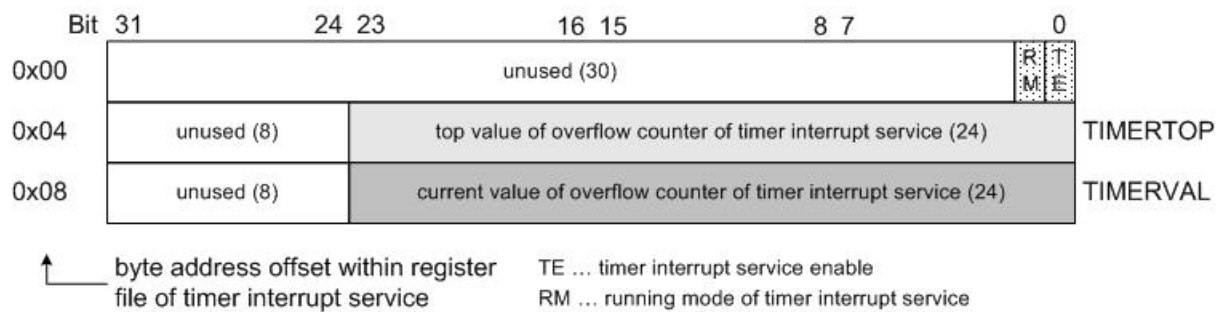 Bit 31 24 23 16 15 8 7 0
0x00 unused (30) RM TE
0x04 unused (8) top value of overflow counter of timer interrupt service (24) TIMERTOP
0x08 unused (8) current value of overflow counter of timer interrupt service (24) TIMERVAL
byte address offset within register
file of timer interrupt service
TE ... timer interrupt service enable
RM ... running mode of timer interrupt service